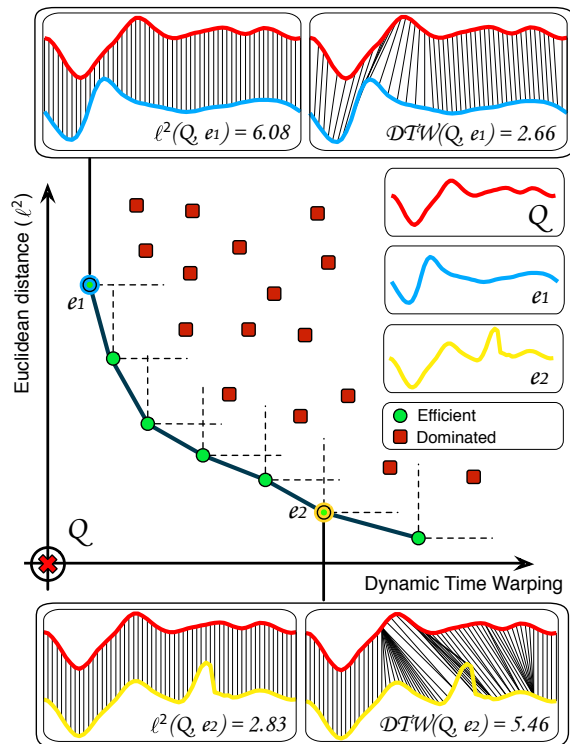 ℓ²(Q, e1) = 6.08
DTW(Q, e1) = 2.66
Euclidean distance (ℓ²)
Q
e1
e1
e2
Efficient
Dominated
e2
Q
Dynamic Time Warping
ℓ²(Q, e2) = 2.83
DTW(Q, e2) = 5.46